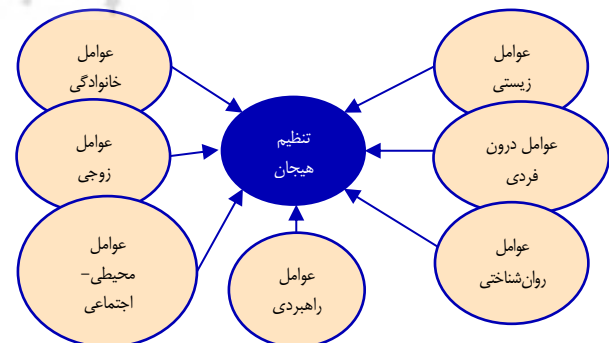 عوامل
زیستی
عوامل
خانوادگی
تنظیم
هیجان
عوامل درون
فردی
عوامل
زوجی
عوامل
روان‌شناختی
عوامل
محیطی-
اجتماعی
عوامل
راهبردی